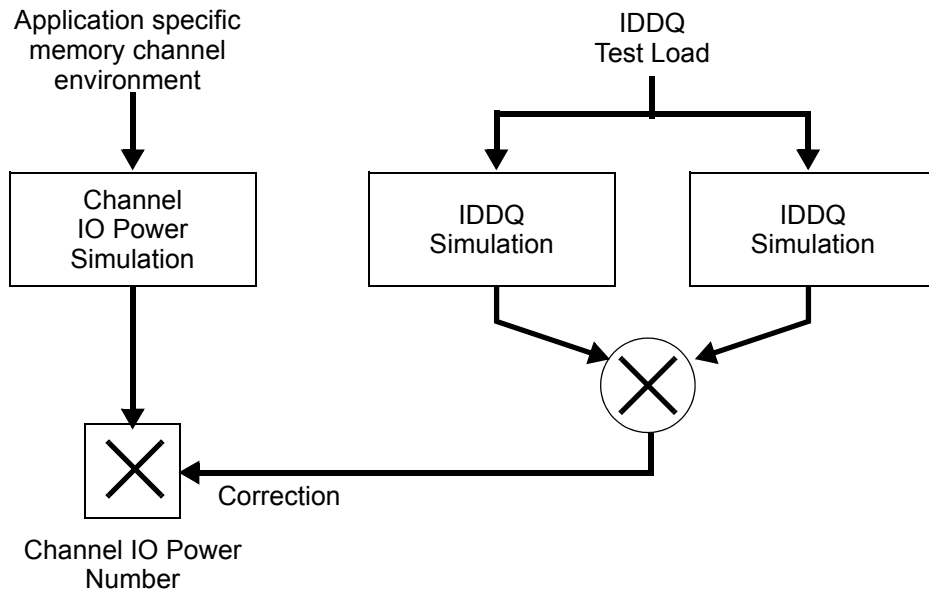 Application specific
memory channel
environment
IDDQ
Test Load
Channel
IO Power
Simulation
IDDQ
Simulation
IDDQ
Simulation
Correction
Channel IO Power
Number